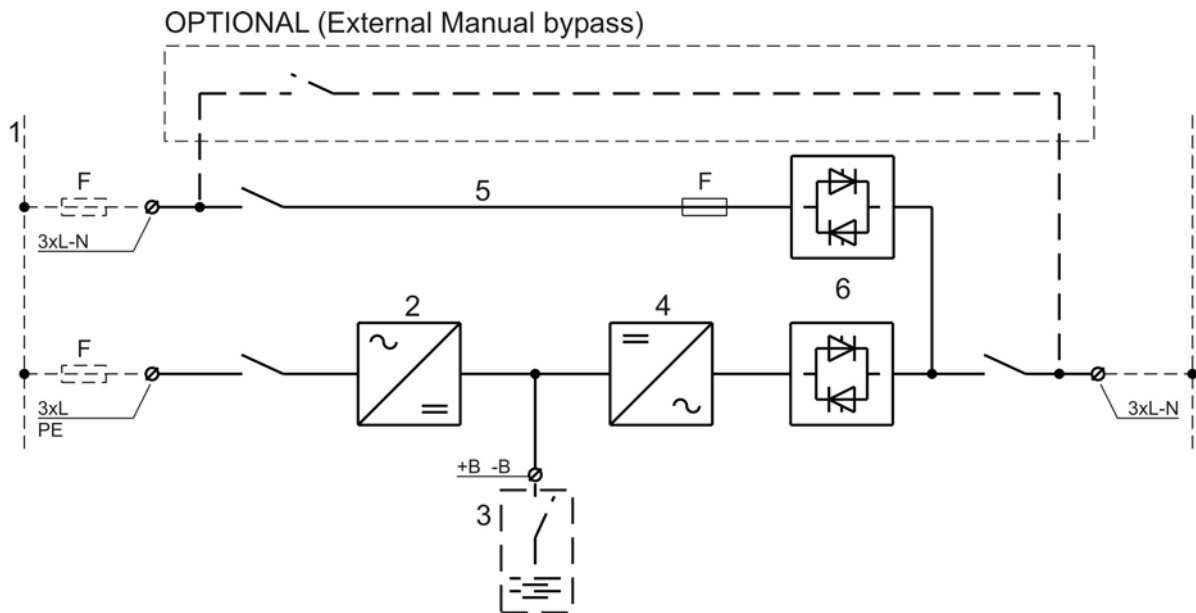 OPTIONAL (External Manual bypass)
1
F
5
F
3xL-N
2
4
6
F
3xL
PE
3xL-N
+B -B
3